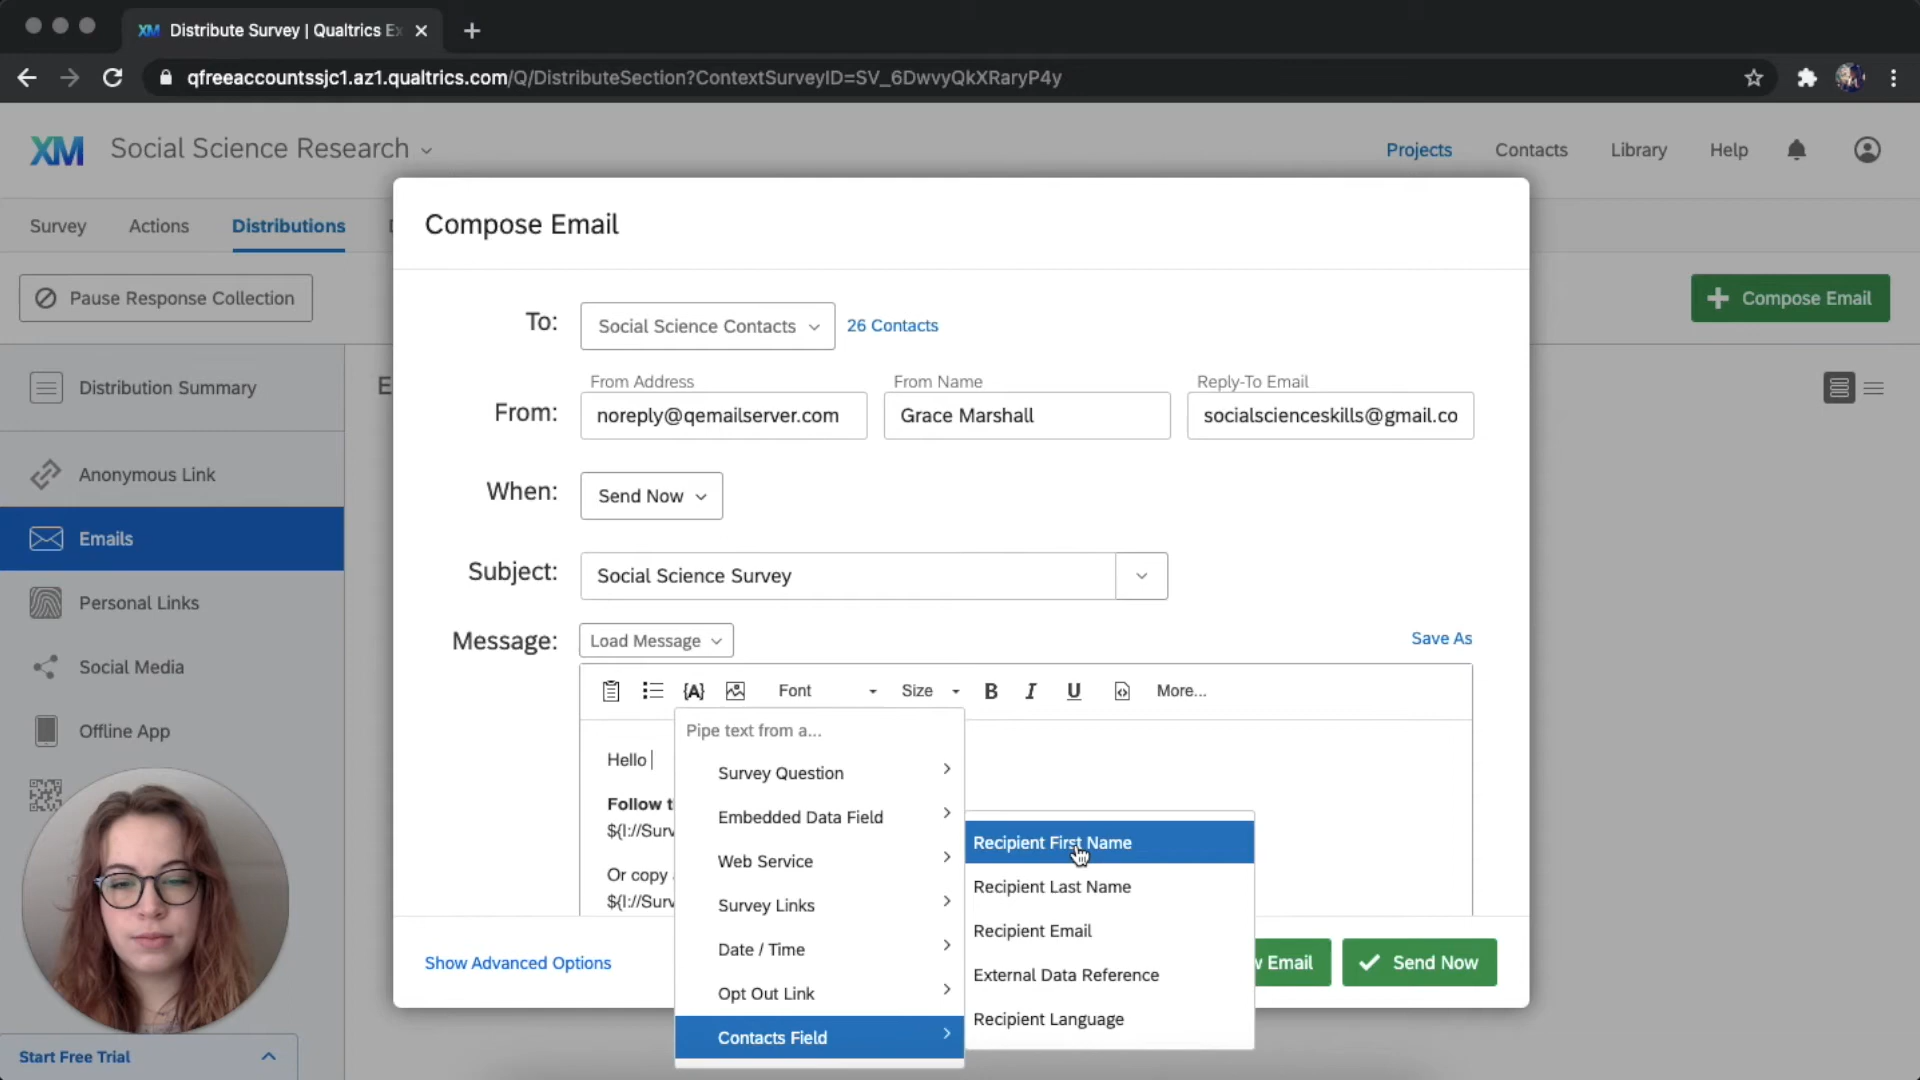 XM Distribute Survey | Qualtrics Ex
qfreeaccountssjc1.az1.qualtrics.com/Q/DistributeSection?ContextSurveyID=SV_6DwvyQkXRaryP4y
XM Social Science Research
Projects Contacts Library Help
Survey Actions Distributions
Pause Response Collection
Compose Email
Distribution Summary
Anonymous Link
Emails
Personal Links
Social Media
Offline App
Start Free Trial
Compose Email
To: Social Science Contacts 26 Contacts
From Address From Name Reply-To Email
From: noreply@qemailserver.com Grace Marshall socialscienceskills@gmail.co
When: Send Now
Subject: Social Science Survey
Message: Load Message Save As
{A} Font Size B I U More...
Hello
Follow t
${l://Surv
Or copy
${l://Surv
Pipe text from a...
Survey Question
Embedded Data Field
Web Service
Survey Links
Date / Time
Opt Out Link
Contacts Field
Recipient First Name
Recipient Last Name
Recipient Email
External Data Reference
Recipient Language
Show Advanced Options
Email
Send Now